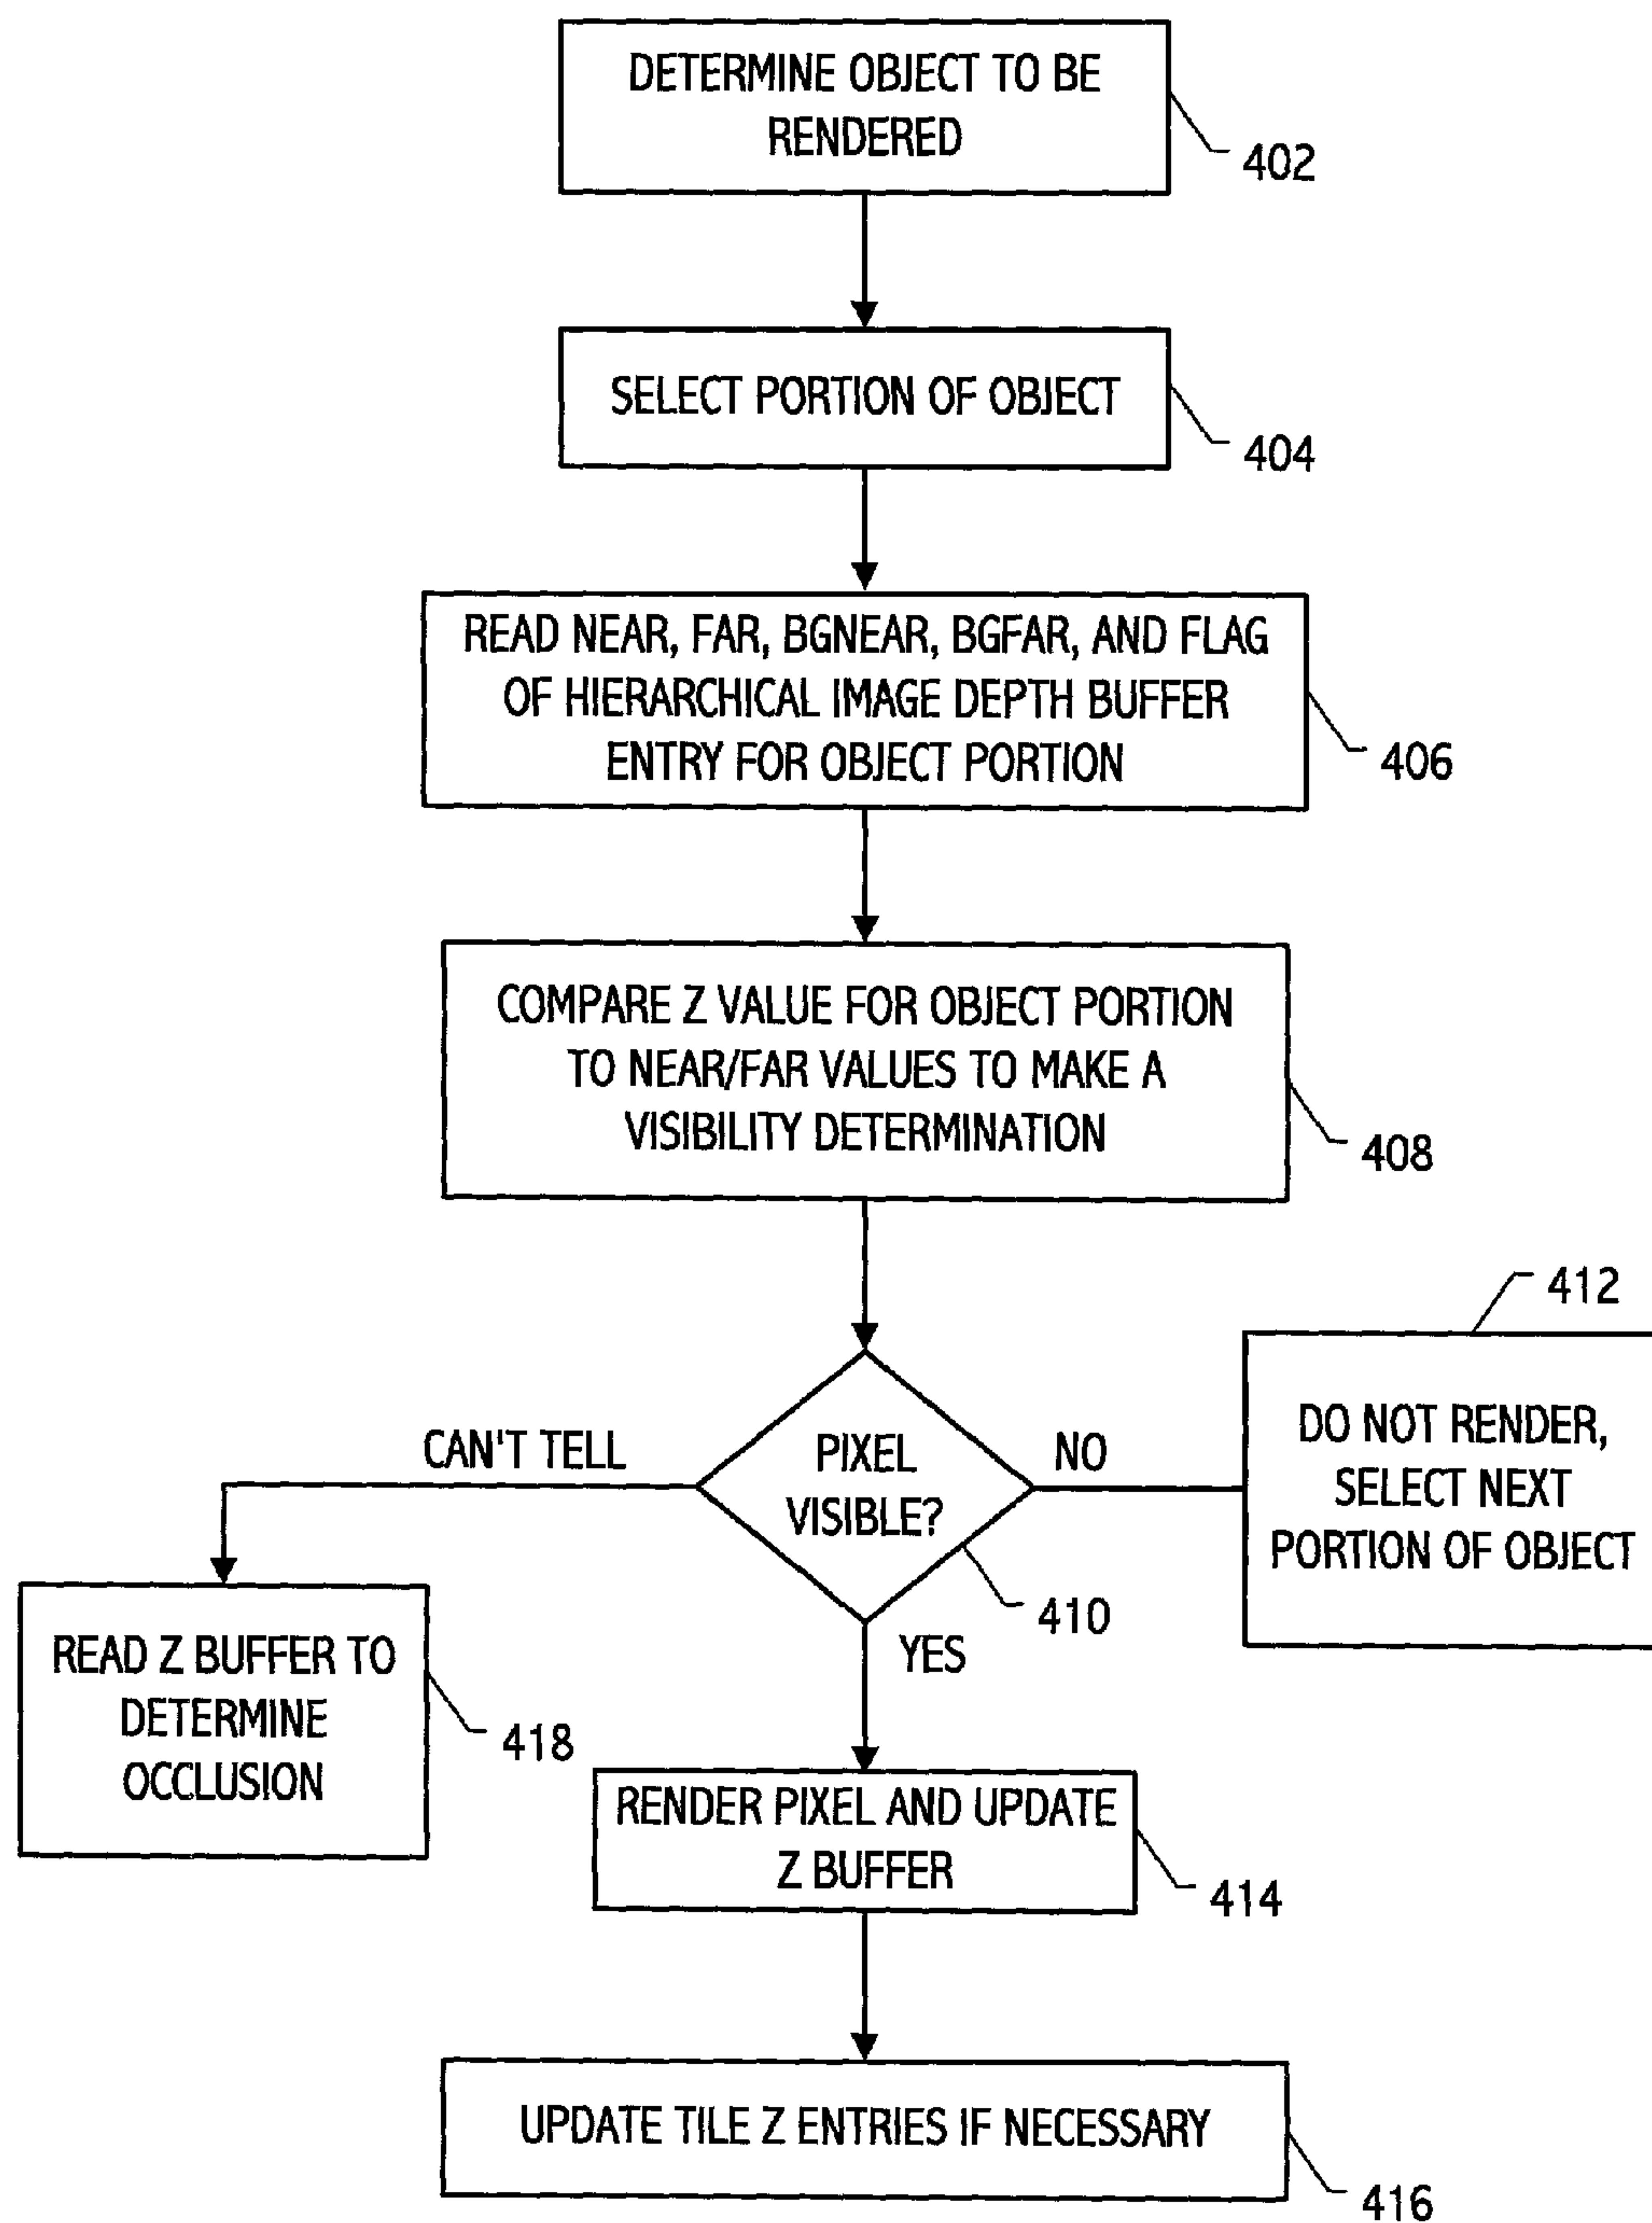 DETERMINE OBJECT TO BE
RENDERED
402
SELECT PORTION OF OBJECT
404
READ NEAR, FAR, BGNEAR, BGFAR, AND FLAG
OF HIERARCHICAL IMAGE DEPTH BUFFER
ENTRY FOR OBJECT PORTION
406
COMPARE Z VALUE FOR OBJECT PORTION
TO NEAR/FAR VALUES TO MAKE A
VISIBILITY DETERMINATION
408
412
DO NOT RENDER,
SELECT NEXT
PORTION OF OBJECT
CAN'T TELL
PIXEL
VISIBLE?
NO
410
YES
READ Z BUFFER TO
DETERMINE
OCCLUSION
418
RENDER PIXEL AND UPDATE
Z BUFFER
414
UPDATE TILE Z ENTRIES IF NECESSARY
416